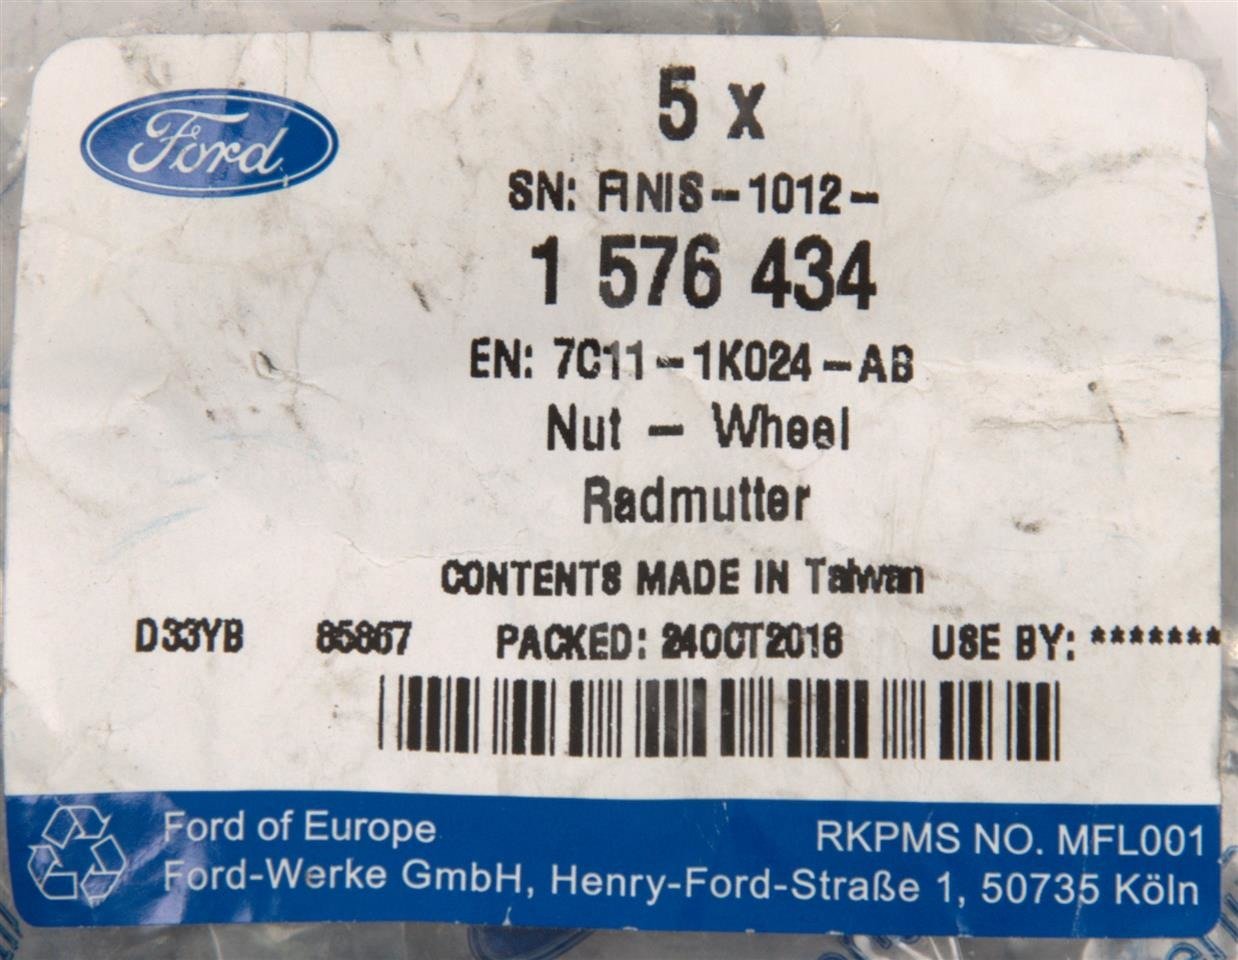 Ford
5 x
SN: FINIS-1012-
1 576 434
EN: 7C11-1K024-AB
Nut - Wheel
Radmutter
CONTENTS MADE IN Taiwan
D33YB 85867 PACKED: 24OCT2016 USE BY: *******
Ford of Europe RKPMS NO. MFL001
Ford-Werke GmbH, Henry-Ford-Straße 1, 50735 Köln